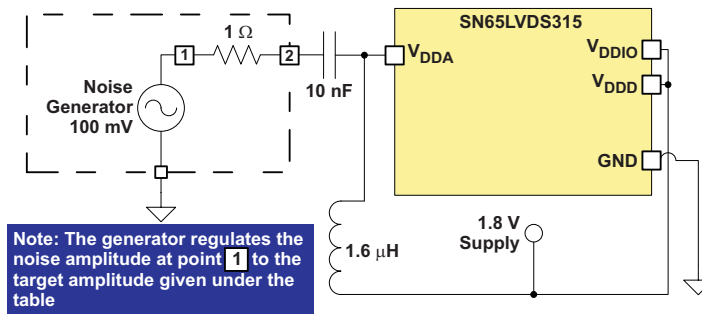 SN65LVDS315
1 Ω
1
2
VDDA
VDDIO
10 nF
VDDD
Noise
Generator
100 mV
GND
1.8 V
Supply
1.6 μH
Note: The generator regulates the
noise amplitude at point 1 to the
target amplitude given under the
table